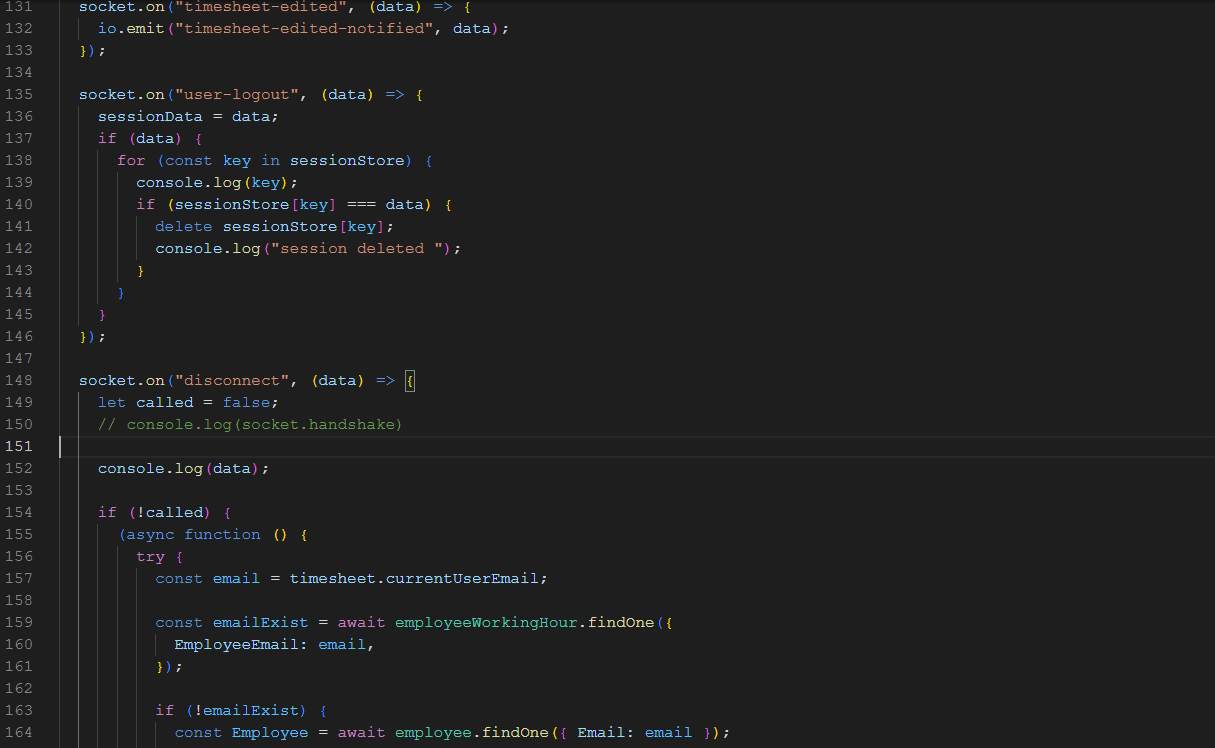 131 socket.on("timesheet-edited", (data) => {
132 io.emit("timesheet-edited-notified", data);
133 });
134
135 socket.on("user-logout", (data) => {
136 sessionData = data;
137 if (data) {
138 for (const key in sessionStore) {
139 console.log(key);
140 if (sessionStore[key] === data) {
141 delete sessionStore[key];
142 console.log("session deleted ");
143 }
144 }
145 }
146 });
147
148 socket.on("disconnect", (data) => {
149 let called = false;
150 // console.log(socket.handshake)
151
152 console.log(data);
153
154 if (!called) {
155 (async function () {
156 try {
157 const email = timesheet.currentUserEmail;
158
159 const emailExist = await employeeWorkingHour.findOne({
160 EmployeeEmail: email,
161 });
162
163 if (!emailExist) {
164 const Employee = await employee.findOne({ Email: email });